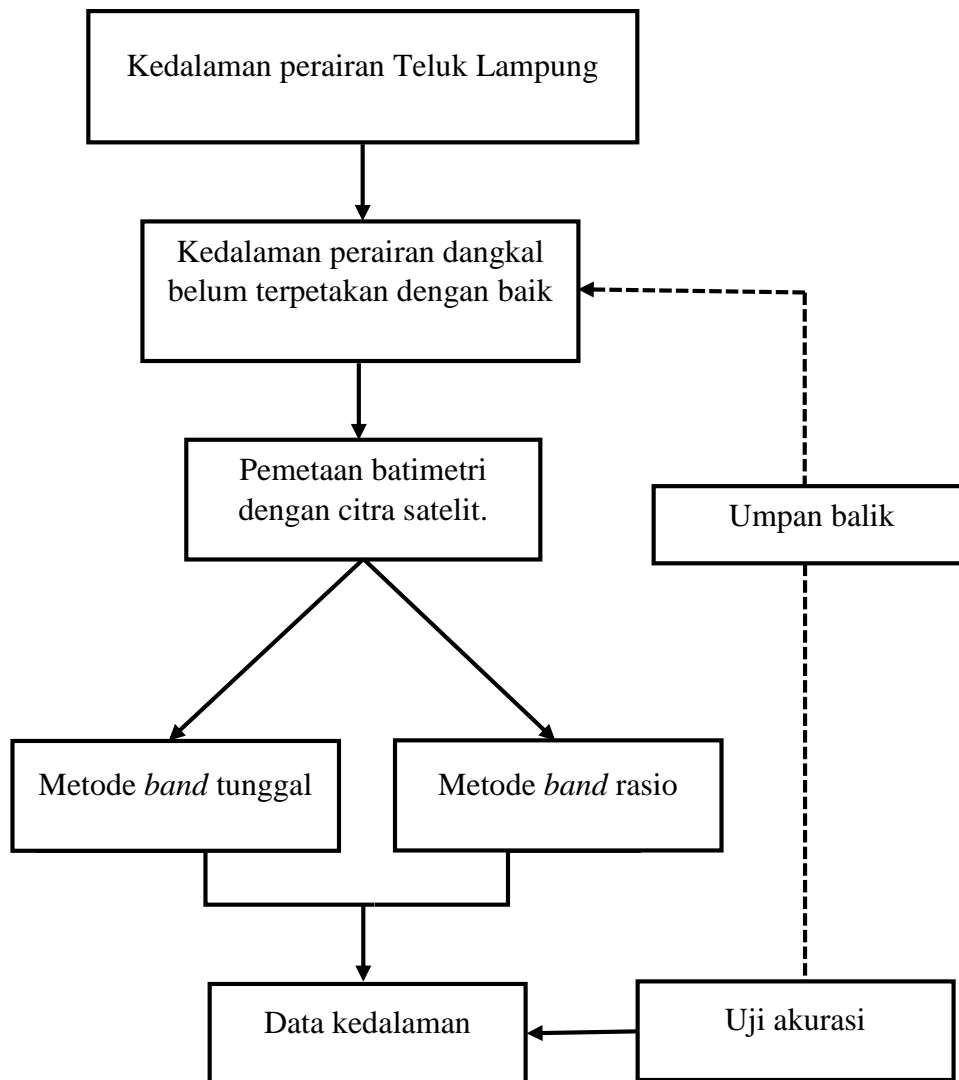 Kedalaman perairan Teluk Lampung
Kedalaman perairan dangkal
belum terpetakan dengan baik
Pemetaan batimetri
dengan citra satelit.
Umpan balik
Metode band tunggal
Metode band rasio
Data kedalaman
Uji akurasi